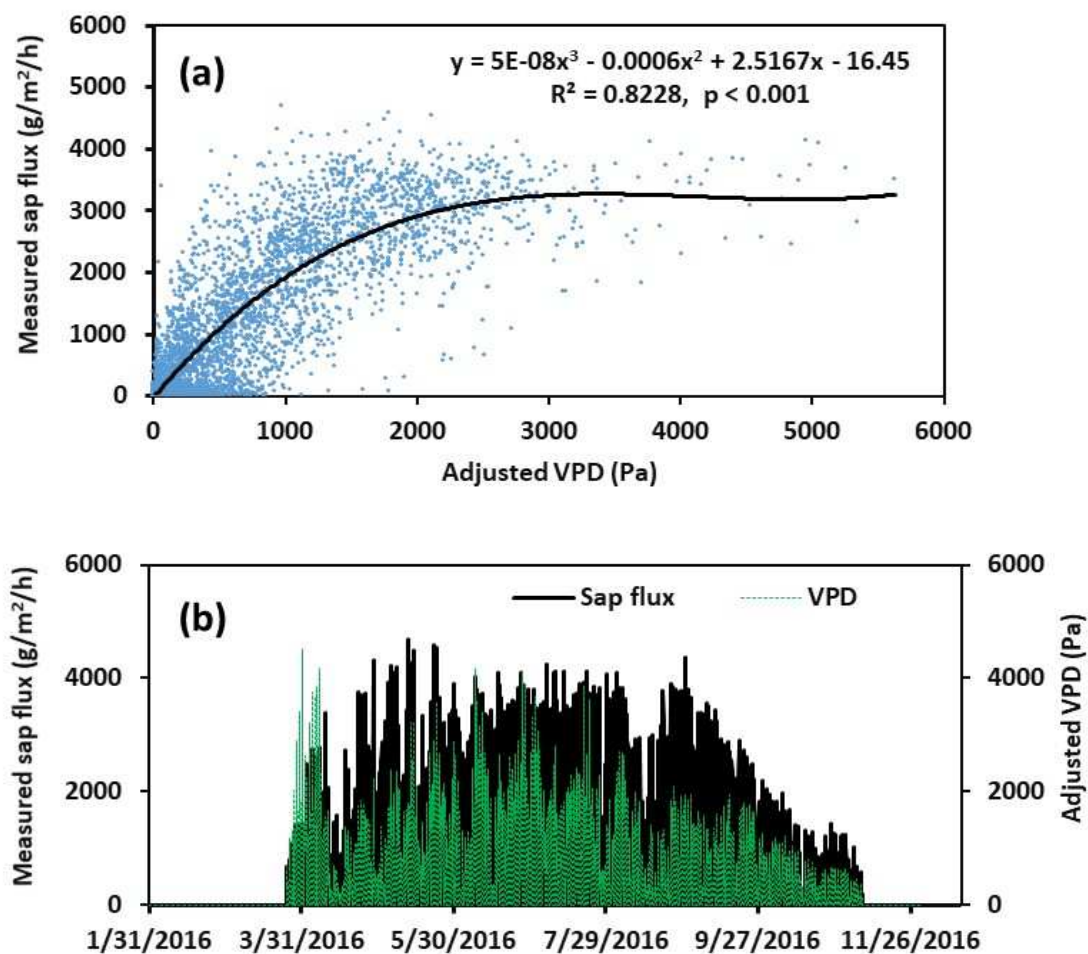 (a)
y = 5E-08x³ - 0.0006x² + 2.5167x - 16.45
R² = 0.8228, p < 0.001
Measured sap flux (g/m²/h)
6000
5000
4000
3000
2000
1000
0
0 1000 2000 3000 4000 5000 6000
Adjusted VPD (Pa)
(b)
Sap flux VPD
Measured sap flux (g/m²/h)
6000
4000
2000
0
6000
4000
2000
0
Adjusted VPD (Pa)
1/31/2016 3/31/2016 5/30/2016 7/29/2016 9/27/2016 11/26/2016